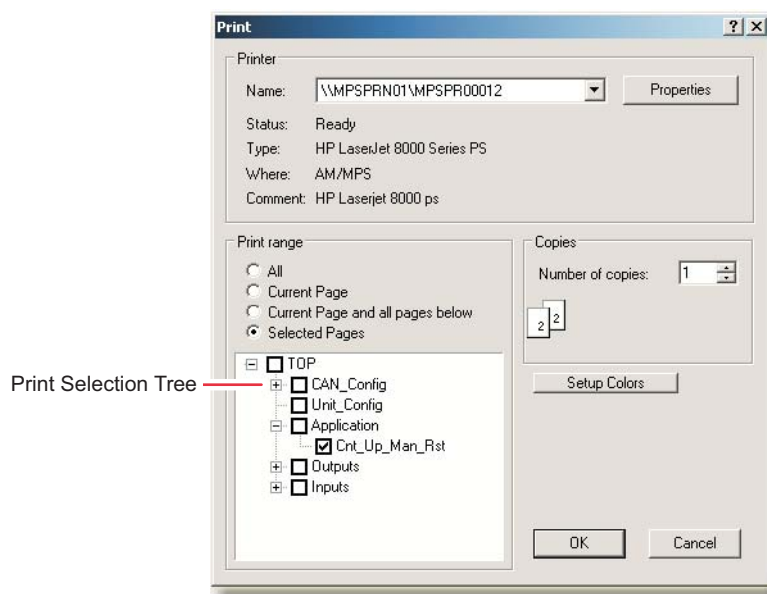 Print
Printer
Name: \\MPSPRN01\MPSPR00012 Properties
Status: Ready
Type: HP LaserJet 8000 Series PS
Where: AM/MPS
Comment: HP Laserjet 8000 ps
Print range
All
Current Page
Current Page and all pages below
Selected Pages
TOP
CAN_Config
Unit_Config
Application
Cnt_Up_Man_Rst
Outputs
Inputs
Copies
Number of copies: 1
2 2
Setup Colors
OK Cancel
Print Selection Tree